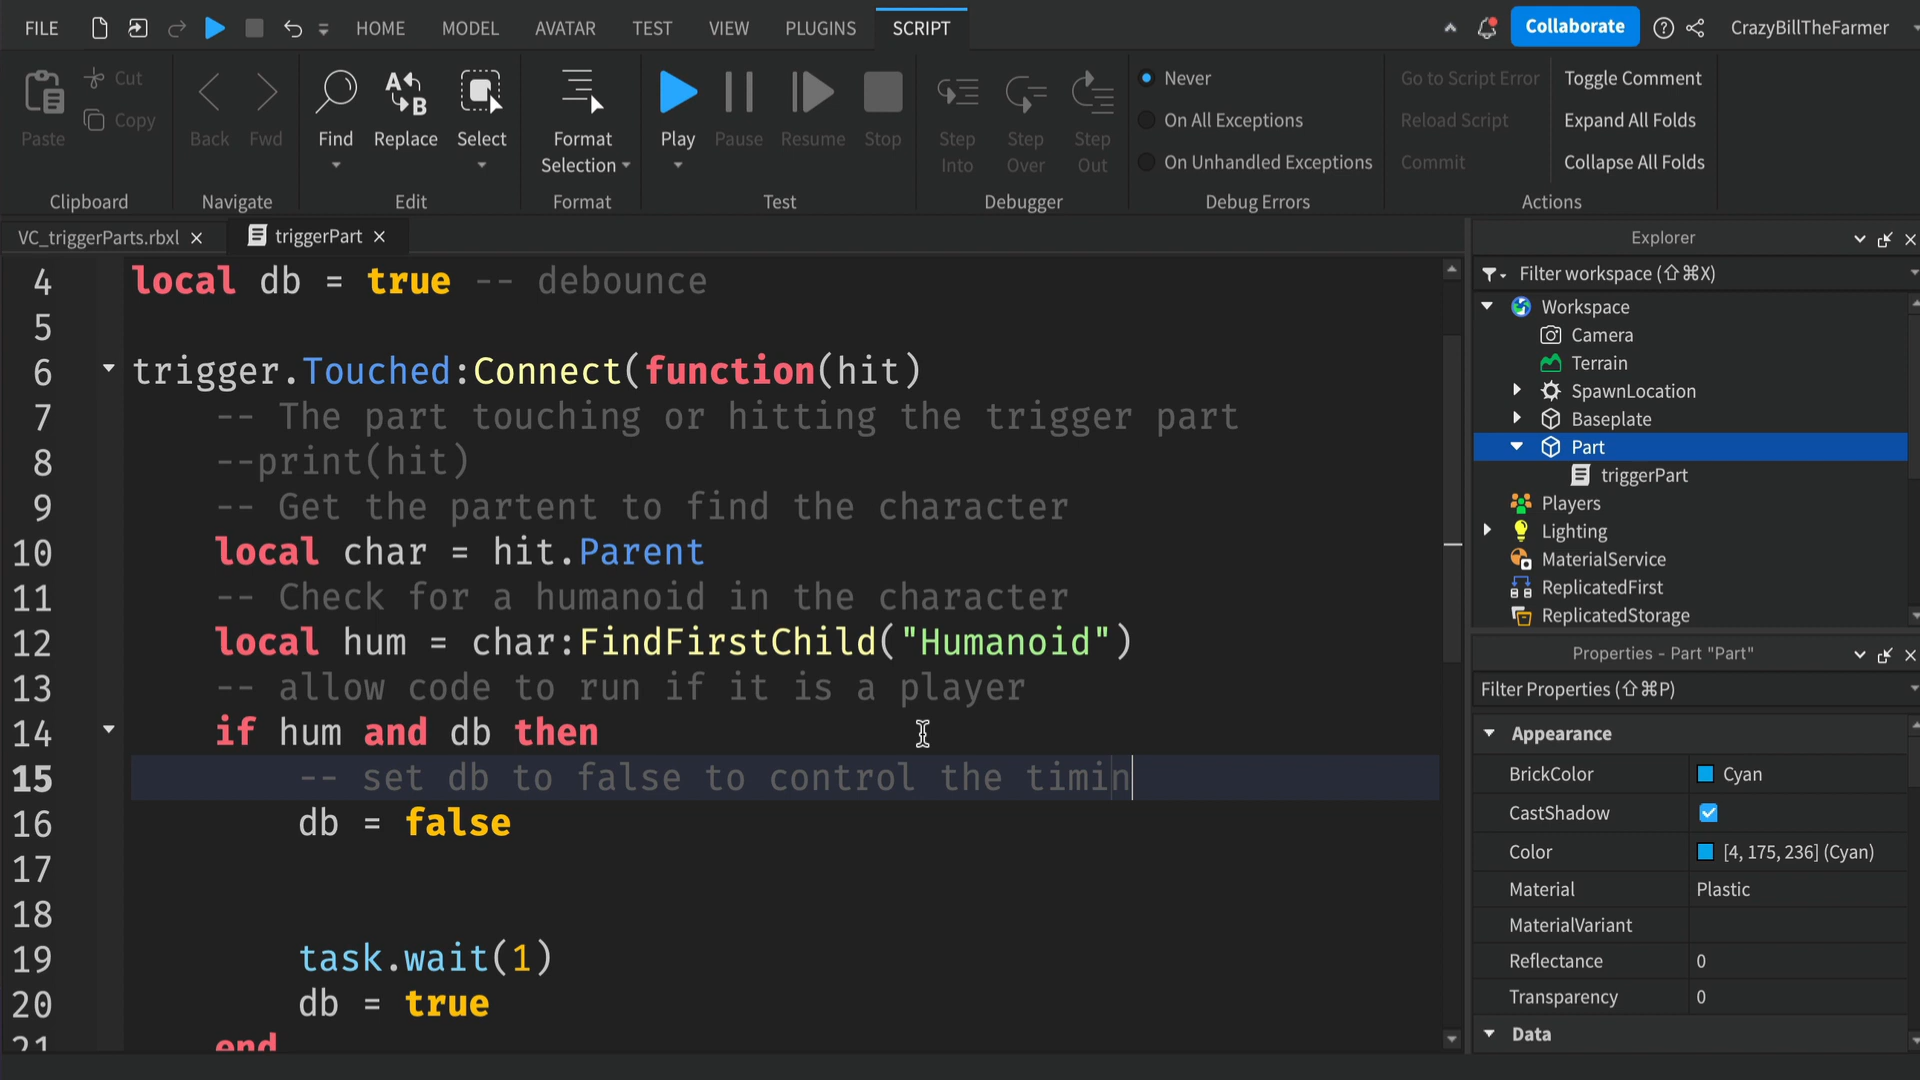 FILE HOME MODEL AVATAR TEST VIEW PLUGINS SCRIPT Collaborate CrazyBillTheFarmer
Paste
Cut
Copy
Back Fwd
Find Replace Select
Format
Selection
Play Pause Resume Stop
Step
Into
Step
Over
Step
Out
Never
On All Exceptions
On Unhandled Exceptions
Go to Script Error
Reload Script
Commit
Toggle Comment
Expand All Folds
Collapse All Folds
Clipboard Navigate Edit Format Test Debugger Debug Errors Actions
VC_triggerParts.rbxl triggerPart
4 local db = true -- debounce
5
6 trigger.Touched:Connect(function(hit)
7 -- The part touching or hitting the trigger part
8 --print(hit)
9 -- Get the partent to find the character
10 local char = hit.Parent
11 -- Check for a humanoid in the character
12 local hum = char:FindFirstChild("Humanoid")
13 -- allow code to run if it is a player
14 if hum and db then
15 -- set db to false to control the timin
16 db = false
17
18
19 task.wait(1)
20 db = true
21 end
Explorer
Filter workspace (⇧⌘X)
Workspace
Camera
Terrain
SpawnLocation
Baseplate
Part
triggerPart
Players
Lighting
MaterialService
ReplicatedFirst
ReplicatedStorage
Properties - Part "Part"
Filter Properties (⇧⌘P)
Appearance
BrickColor Cyan
CastShadow
Color [4, 175, 236] (Cyan)
Material Plastic
MaterialVariant
Reflectance 0
Transparency 0
Data